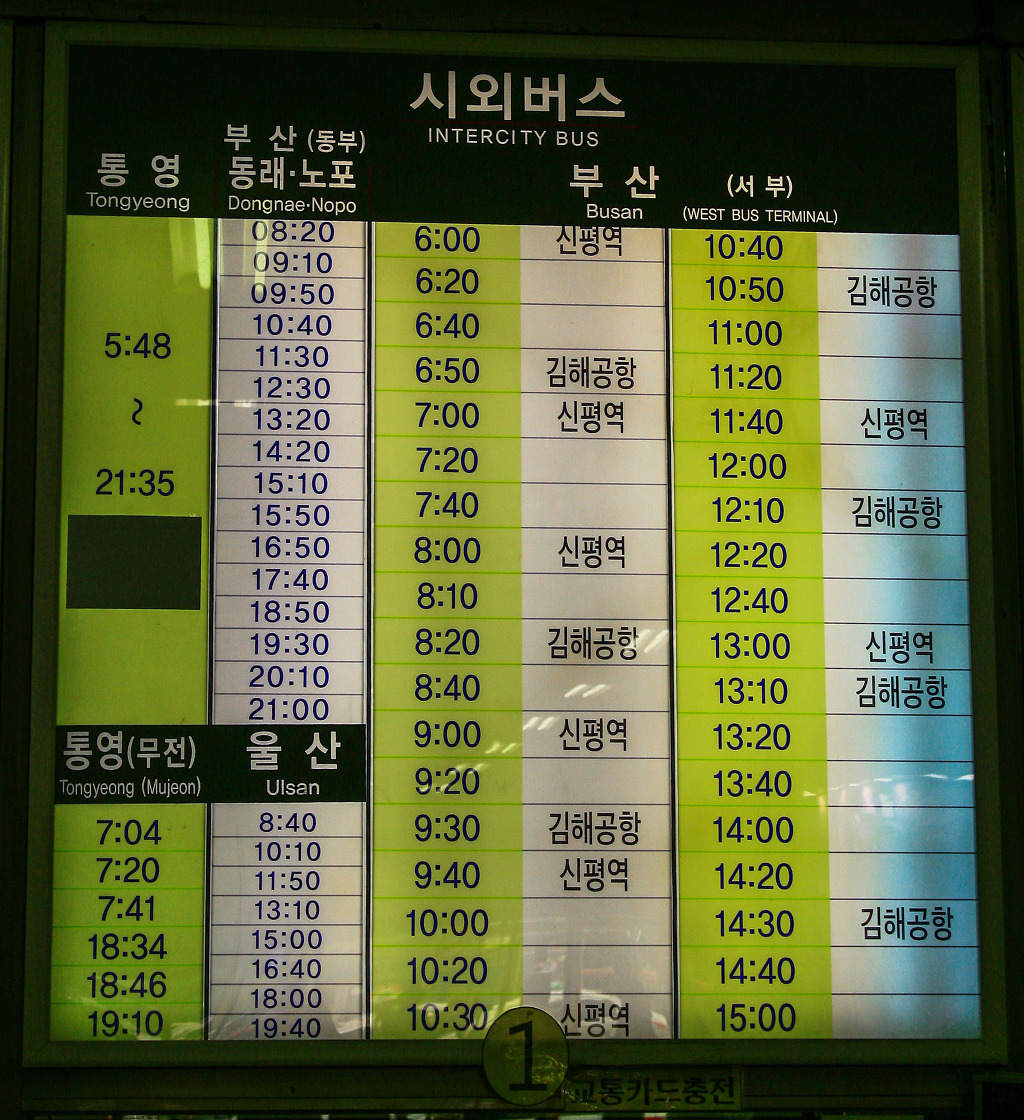 시외버스
INTERCITY BUS
통 영
Tongyeong
5:48
~
21:35
부 산 (동부)
동래·노포
Dongnae·Nopo
08:20
09:10
09:50
10:40
11:30
12:30
13:20
14:20
15:10
15:50
16:50
17:40
18:50
19:30
20:10
21:00
통영(무전)
Tongyeong (Mujeon)
7:04
7:20
7:41
18:34
18:46
19:10
울 산
Ulsan
8:40
10:10
11:50
13:10
15:00
16:40
18:00
19:40
부 산 (서 부)
Busan (WEST BUS TERMINAL)
6:00 신평역
6:20
6:40
6:50 김해공항
7:00 신평역
7:20
7:40
8:00 신평역
8:10
8:20 김해공항
8:40
9:00 신평역
9:20
9:30 김해공항
9:40 신평역
10:00
10:20
10:30 신평역
10:40
10:50 김해공항
11:00
11:20
11:40 신평역
12:00
12:10 김해공항
12:20
12:40
13:00 신평역
13:10 김해공항
13:20
13:40
14:00
14:20
14:30 김해공항
14:40
15:00
1
교통카드충전